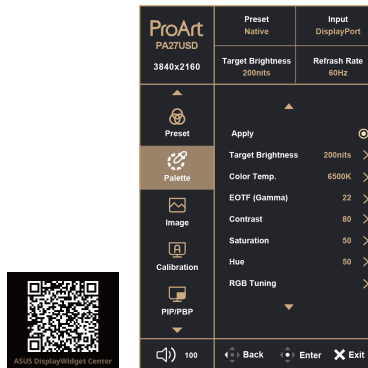 ProArt
PA27USD
3840x2160
Preset
Native
Input
DisplayPort
Target Brightness
200nits
Refrash Rate
60Hz
Preset
Palette
Image
Calibration
PIP/PBP
Apply
Target Brightness 200nits
Color Temp. 6500K
EOTF (Gamma) 22
Contrast 80
Saturation 50
Hue 50
RGB Tuning
100
Back
Enter
Exit
ASUS DisplayWidget Center